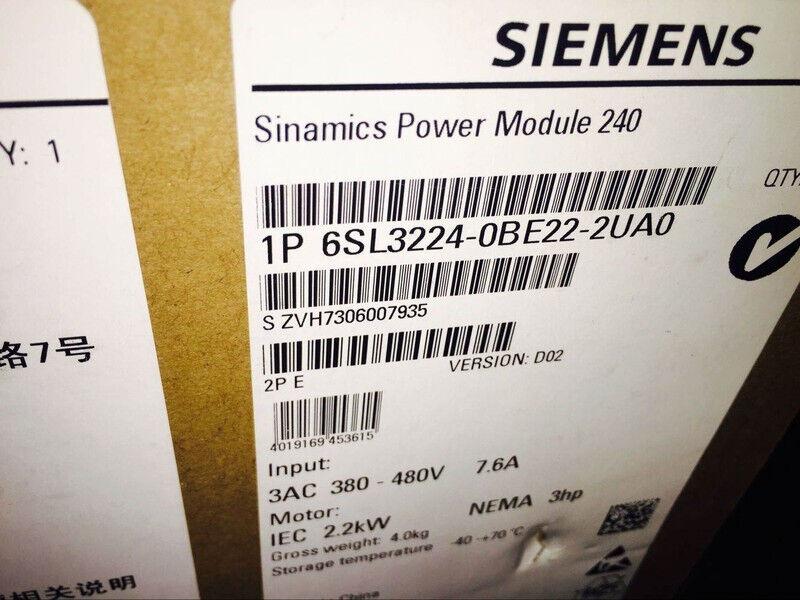 Y: 1
路7号
相关说明
SIEMENS
Sinamics Power Module 240
QTY:
1P 6SL3224-0BE22-2UA0
S ZVH7306007935
2P E VERSION: D02
4019169 453615
Input:
3AC 380 - 480V 7.6A
Motor:
IEC 2.2kW NEMA 3hp
Gross weight: 4.0kg
Storage temperature -40 -+70 °C
China